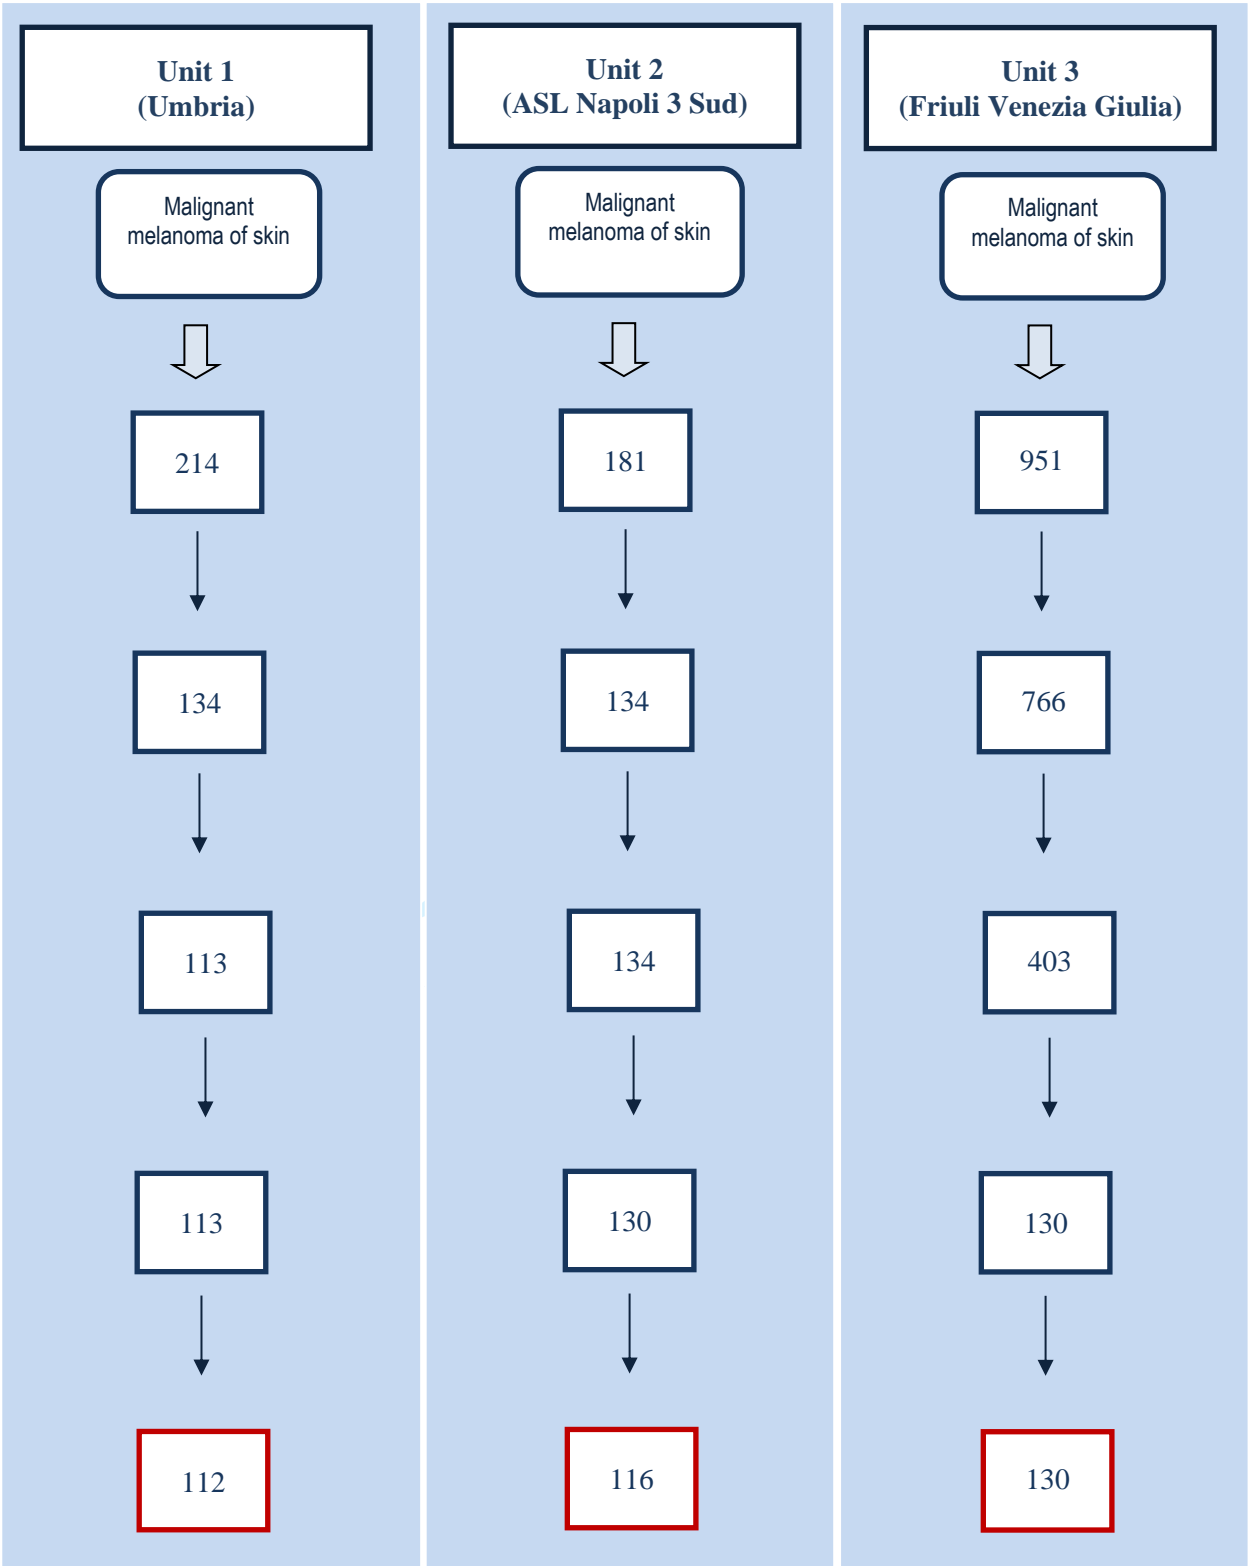 Unit 1
(Umbria)
Malignant
melanoma of skin
214
134
113
113
112
Unit 2
(ASL Napoli 3 Sud)
Malignant
melanoma of skin
181
134
134
130
116
Unit 3
(Friuli Venezia Giulia)
Malignant
melanoma of skin
951
766
403
130
130